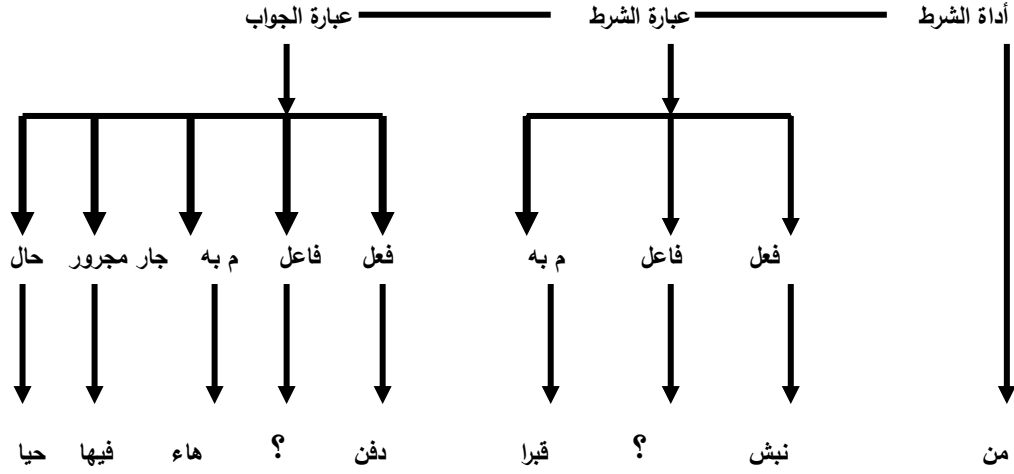 أداة الشرط عبارة الشرط عبارة الجواب
فعل فاعل م به فعل فاعل م به جار مجرور حال
من نبش ؟ قبرا دفن ؟ هاء فيها حيا